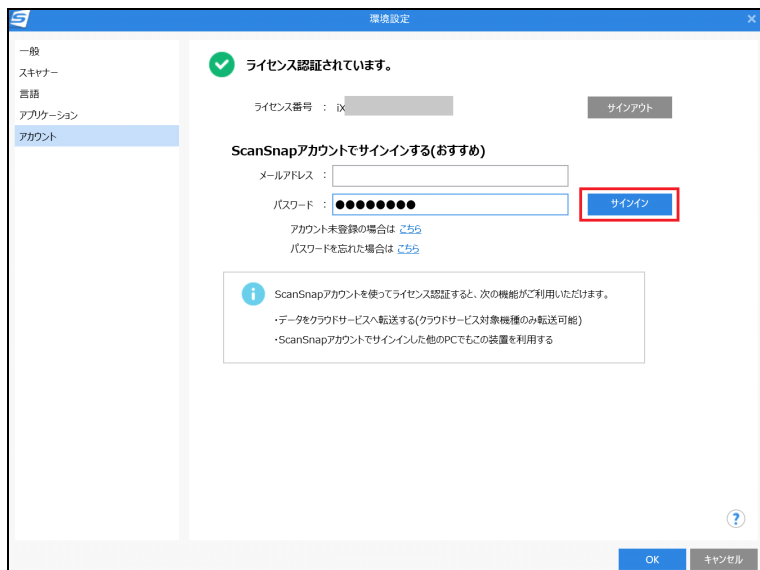 環境設定
一般
スキャナー
言語
アプリケーション
アカウント
ライセンス認証されています。
ライセンス番号 : iX
サインアウト
ScanSnapアカウントでサインインする(おすすめ)
メールアドレス :
パスワード : ●●●●●●●●
サインイン
アカウント未登録の場合は こちら
パスワードを忘れた場合は こちら
ScanSnapアカウントを使ってライセンス認証すると、次の機能がご利用いただけます。
・データをクラウドサービスへ転送する(クラウドサービス対象機種のみ転送可能)
・ScanSnapアカウントでサインインした他のPCでもこの装置を利用する
?
OK
キャンセル